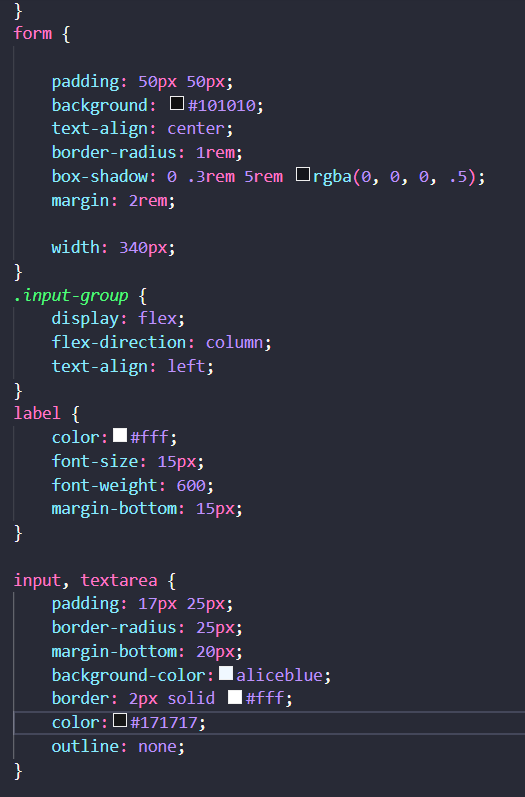 }
form {
padding: 50px 50px;
background: #101010;
text-align: center;
border-radius: 1rem;
box-shadow: 0 .3rem 5rem rgba(0, 0, 0, .5);
margin: 2rem;
width: 340px;
}
.input-group {
display: flex;
flex-direction: column;
text-align: left;
}
label {
color:#fff;
font-size: 15px;
font-weight: 600;
margin-bottom: 15px;
}
input, textarea {
padding: 17px 25px;
border-radius: 25px;
margin-bottom: 20px;
background-color:aliceblue;
border: 2px solid #fff;
color:#171717;
outline: none;
}